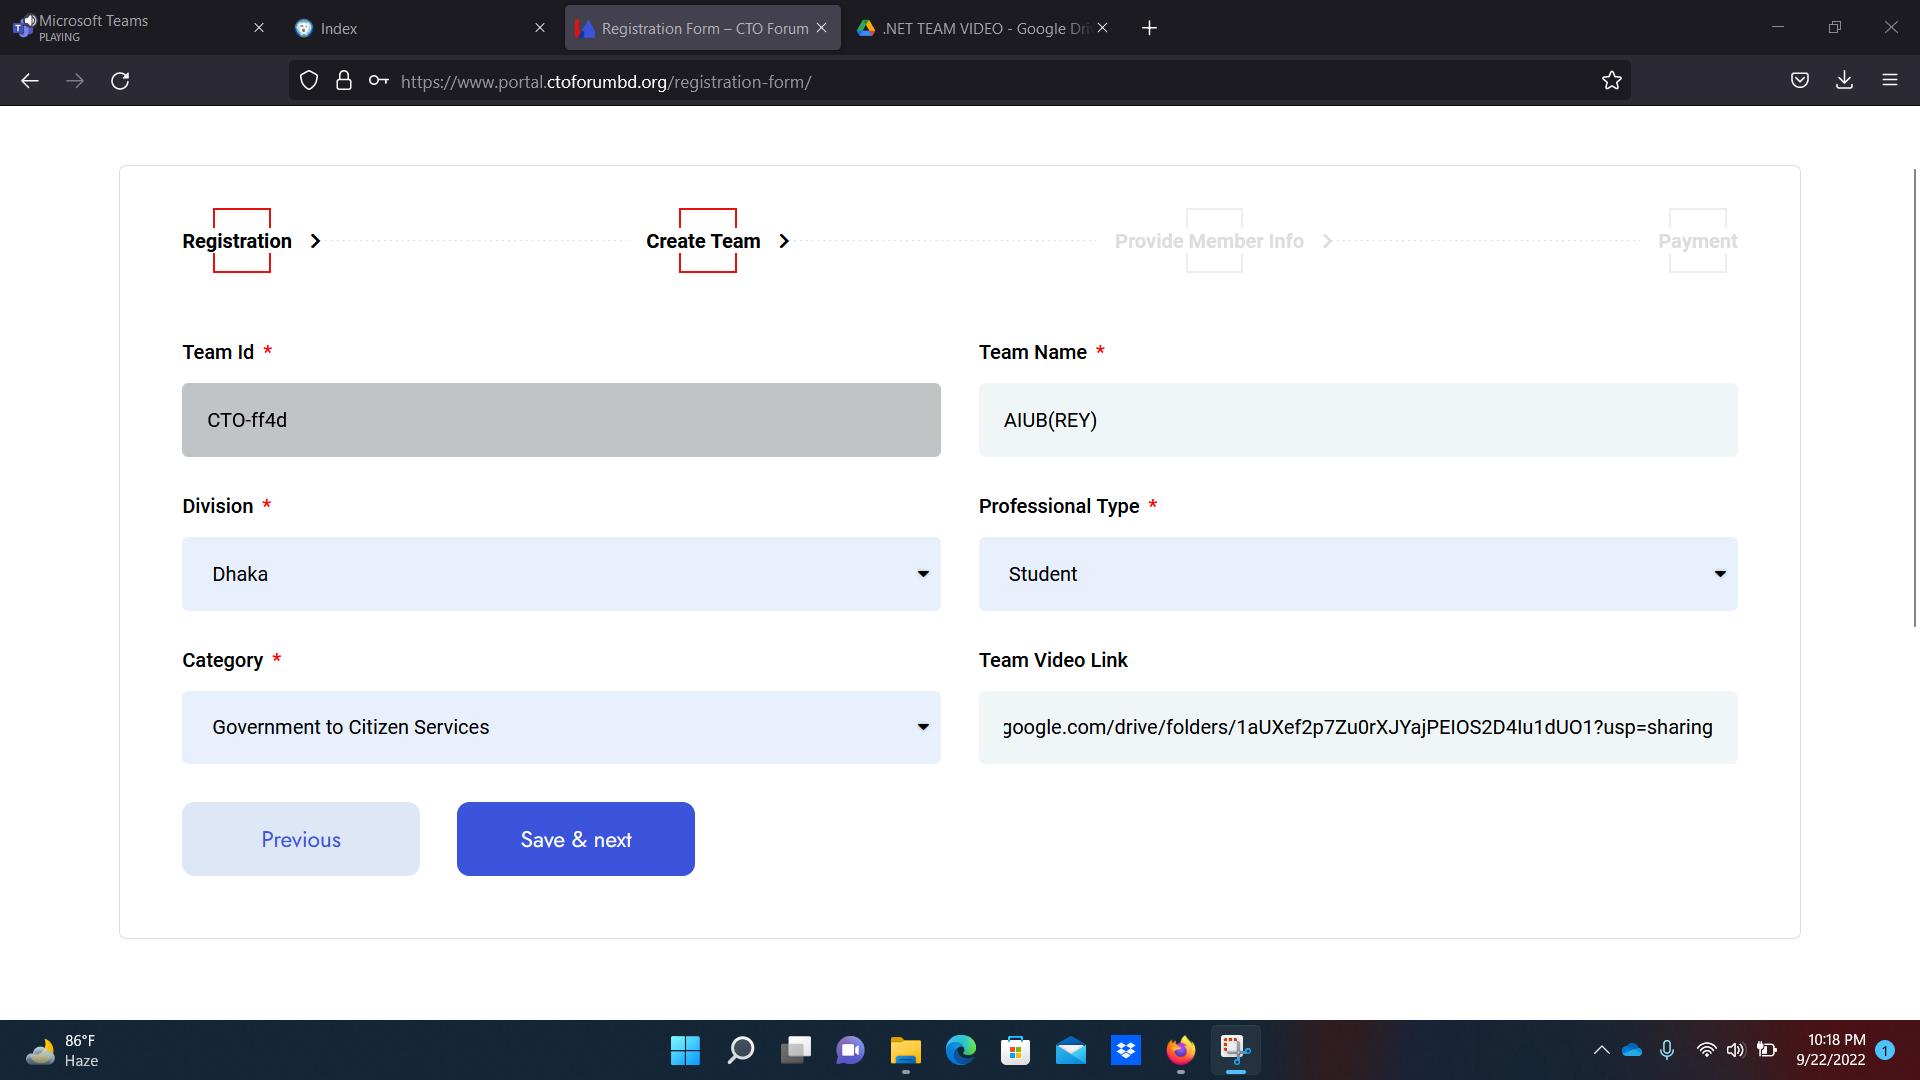 Microsoft Teams
PLAYING
Index
Registration Form – CTO Forum
.NET TEAM VIDEO - Google Dri
https://www.portal.ctoforumbd.org/registration-form/
Registration
Create Team
Provide Member Info
Payment
Team Id *
Team Name *
CTO-ff4d
AIUB(REY)
Division *
Professional Type *
Dhaka
Student
Category *
Team Video Link
Government to Citizen Services
google.com/drive/folders/1aUXef2p7Zu0rXJYajPEIOS2D4Iu1dUO1?usp=sharing
Previous
Save & next
86°F
Haze
10:18 PM
9/22/2022
1